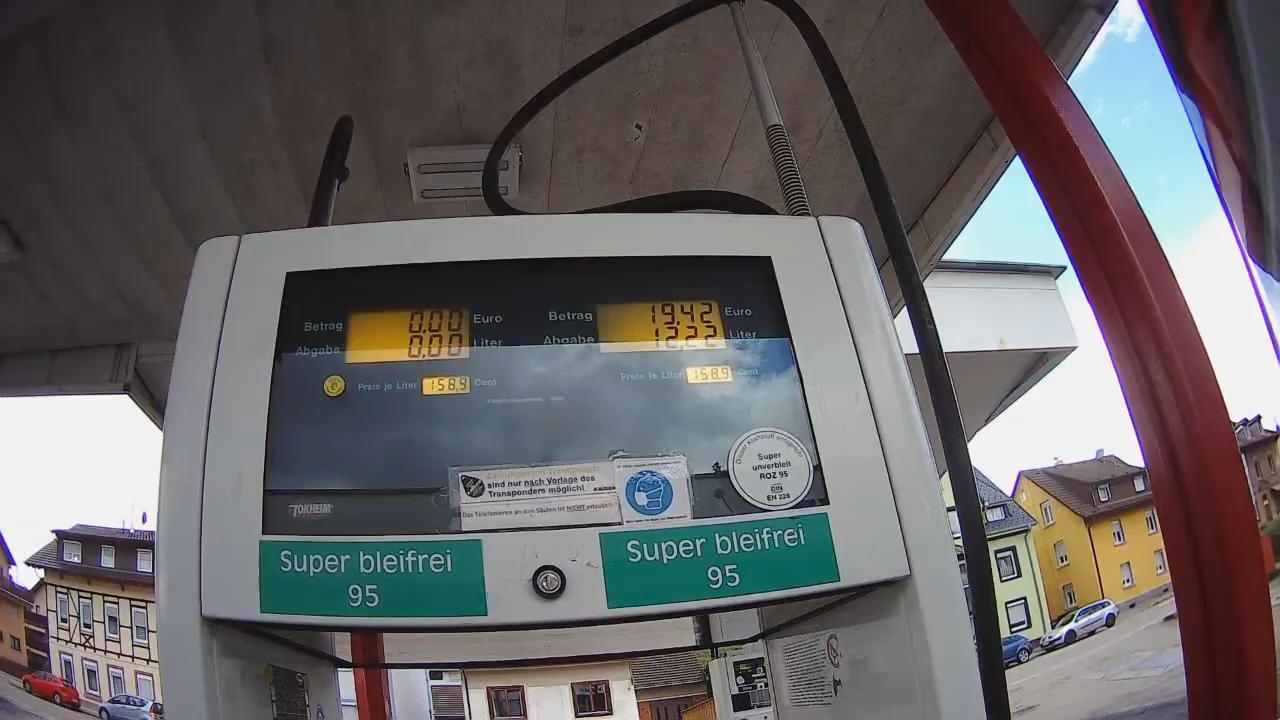 Betrag 0,00 Euro
Abgabe 0,00 Liter
Preis je Liter 158,9 Cent
Betrag 19,42 Euro
Abgabe 12,22 Liter
Preis je Liter 158,9 Cent
sind nur nach Vorlage des
Transponders möglich!
Das Telefonieren an den Säulen ist NICHT erlaubt!
Dieser Kraftstoff entspricht
Super
unverbleit
ROZ 95
DIN
EN 228
TOKHEIM
Super bleifrei
95
Super bleifrei
95